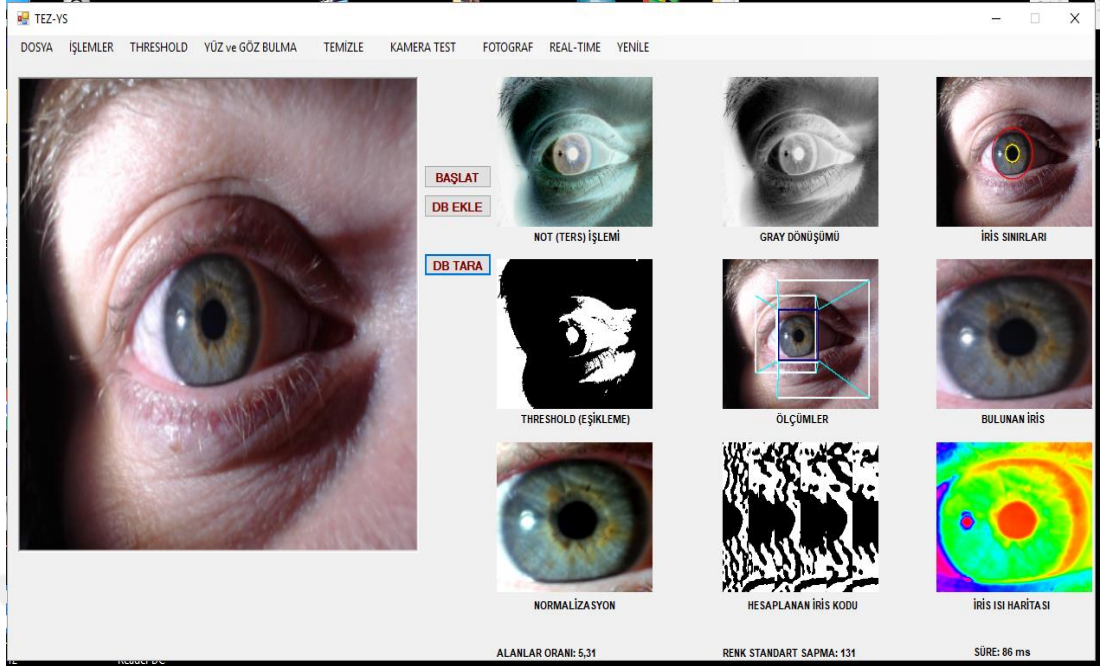 TEZ-YS
DOSYA İŞLEMLER THRESHOLD YÜZ ve GÖZ BULMA TEMİZLE KAMERA TEST FOTOGRAF REAL-TIME YENİLE
BAŞLAT
DB EKLE
DB TARA
NOT (TERS) İŞLEMİ
GRAY DÖNÜŞÜMÜ
İRİS SINIRLARI
THRESHOLD (EŞİKLEME)
ÖLÇÜMLER
BULUNAN İRİS
NORMALİZASYON
HESAPLANAN İRİS KODU
İRİS ISI HARİTASI
ALANLAR ORANI: 5,31
RENK STANDART SAPMA: 131
SÜRE: 86 ms